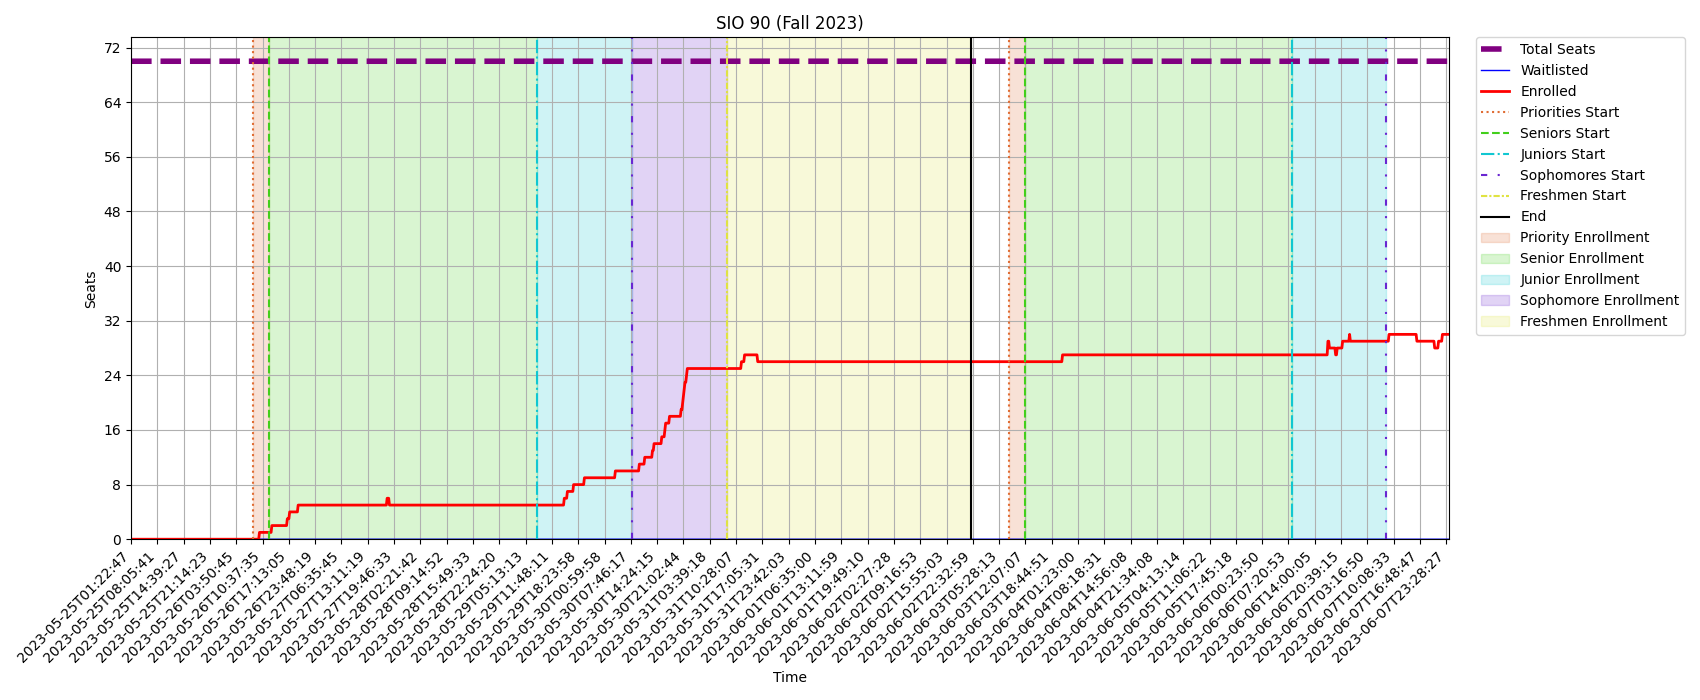 SIO 90 (Fall 2023)
Seats
72
64
56
48
40
32
24
16
8
0
2023-05-25T01:22:47
2023-05-25T08:05:41
2023-05-25T14:39:27
2023-05-25T21:14:23
2023-05-26T03:50:45
2023-05-26T10:37:35
2023-05-26T17:13:05
2023-05-26T23:48:19
2023-05-27T06:35:45
2023-05-27T13:11:19
2023-05-27T19:46:33
2023-05-28T02:21:42
2023-05-28T09:14:52
2023-05-28T15:49:33
2023-05-28T22:24:20
2023-05-29T05:13:13
2023-05-29T11:48:11
2023-05-29T18:23:58
2023-05-30T00:59:58
2023-05-30T07:46:17
2023-05-30T14:24:15
2023-05-30T21:02:44
2023-05-31T03:39:18
2023-05-31T10:28:07
2023-05-31T17:05:31
2023-05-31T23:42:03
2023-06-01T06:35:00
2023-06-01T13:11:59
2023-06-01T19:49:10
2023-06-02T02:27:28
2023-06-02T09:16:53
2023-06-02T15:55:03
2023-06-02T22:32:59
2023-06-03T05:28:13
2023-06-03T12:07:07
2023-06-03T18:44:51
2023-06-04T01:23:00
2023-06-04T08:18:31
2023-06-04T14:56:08
2023-06-04T21:34:08
2023-06-05T04:13:14
2023-06-05T11:06:22
2023-06-05T17:45:18
2023-06-06T00:23:50
2023-06-06T07:20:53
2023-06-06T14:00:05
2023-06-06T20:39:15
2023-06-07T03:16:50
2023-06-07T10:08:33
2023-06-07T16:48:47
2023-06-07T23:28:27
Time
Total Seats
Waitlisted
Enrolled
Priorities Start
Seniors Start
Juniors Start
Sophomores Start
Freshmen Start
End
Priority Enrollment
Senior Enrollment
Junior Enrollment
Sophomore Enrollment
Freshmen Enrollment